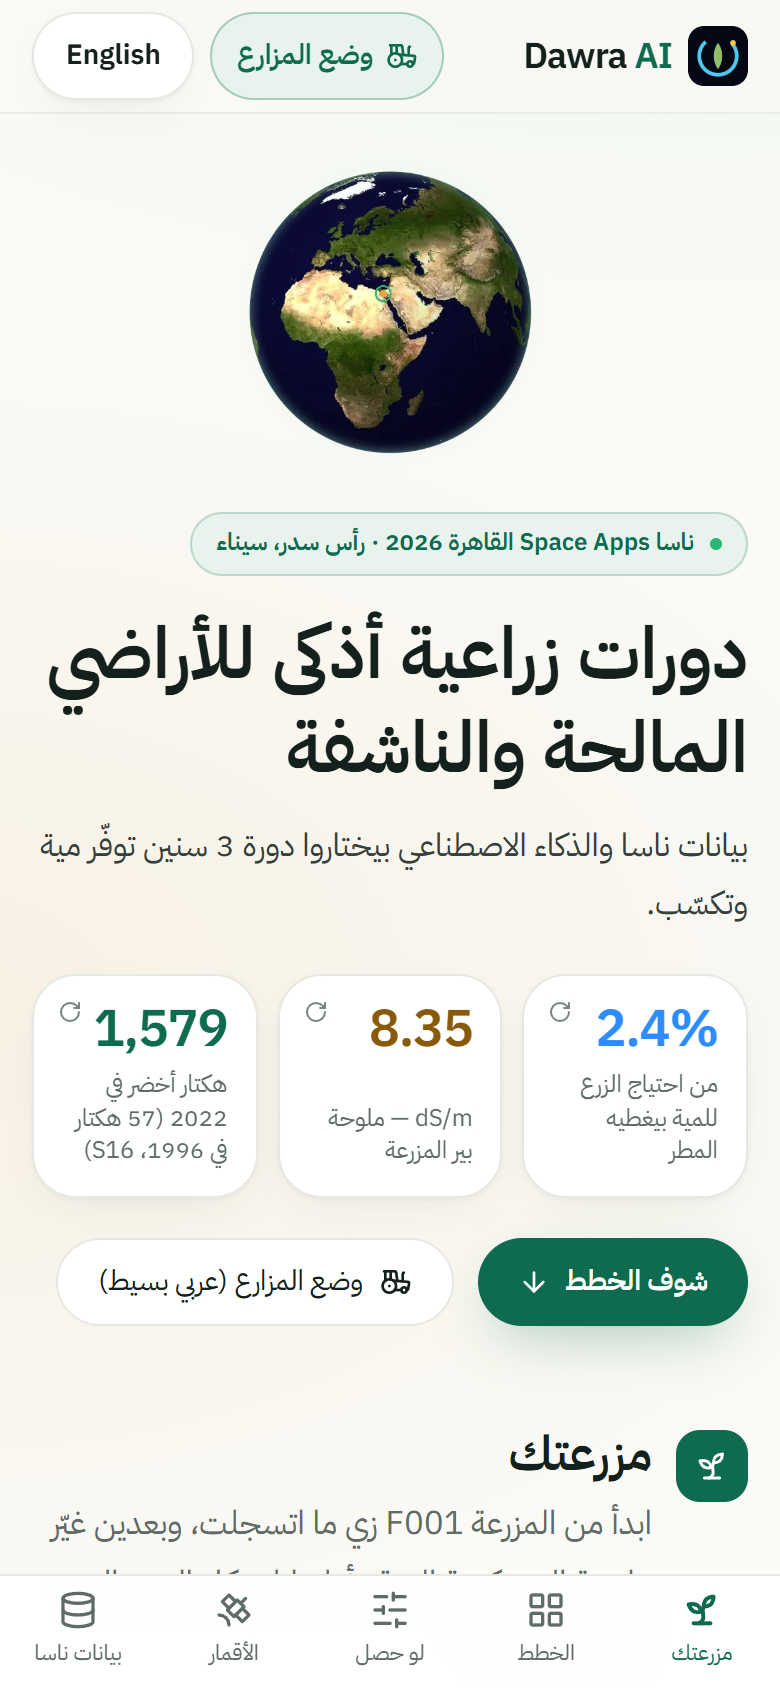 Dawra AI
وضع المزارع
English
ناسا Space Apps القاهرة 2026 · رأس سدر، سيناء
دورات زراعية أذكى للأراضي
المالحة والناشفة
بيانات ناسا والذكاء الاصطناعي بيختاروا دورة 3 سنين توفّر مية
وتكسّب.
2.4%
من احتياج الزرع
للمية بيغطيه
المطر
8.35
dS/m — ملوحة
بير المزرعة
1,579
هكتار أخضر في
2022 (57 هكتار
في 1996، S16)
شوف الخطط
وضع المزارع (عربي بسيط)
مزرعتك
ابدأ من المزرعة F001 زي ما اتسجلت، وبعدين غيّر
مزرعتك
الخطط
لو حصل
الأقمار
بيانات ناسا